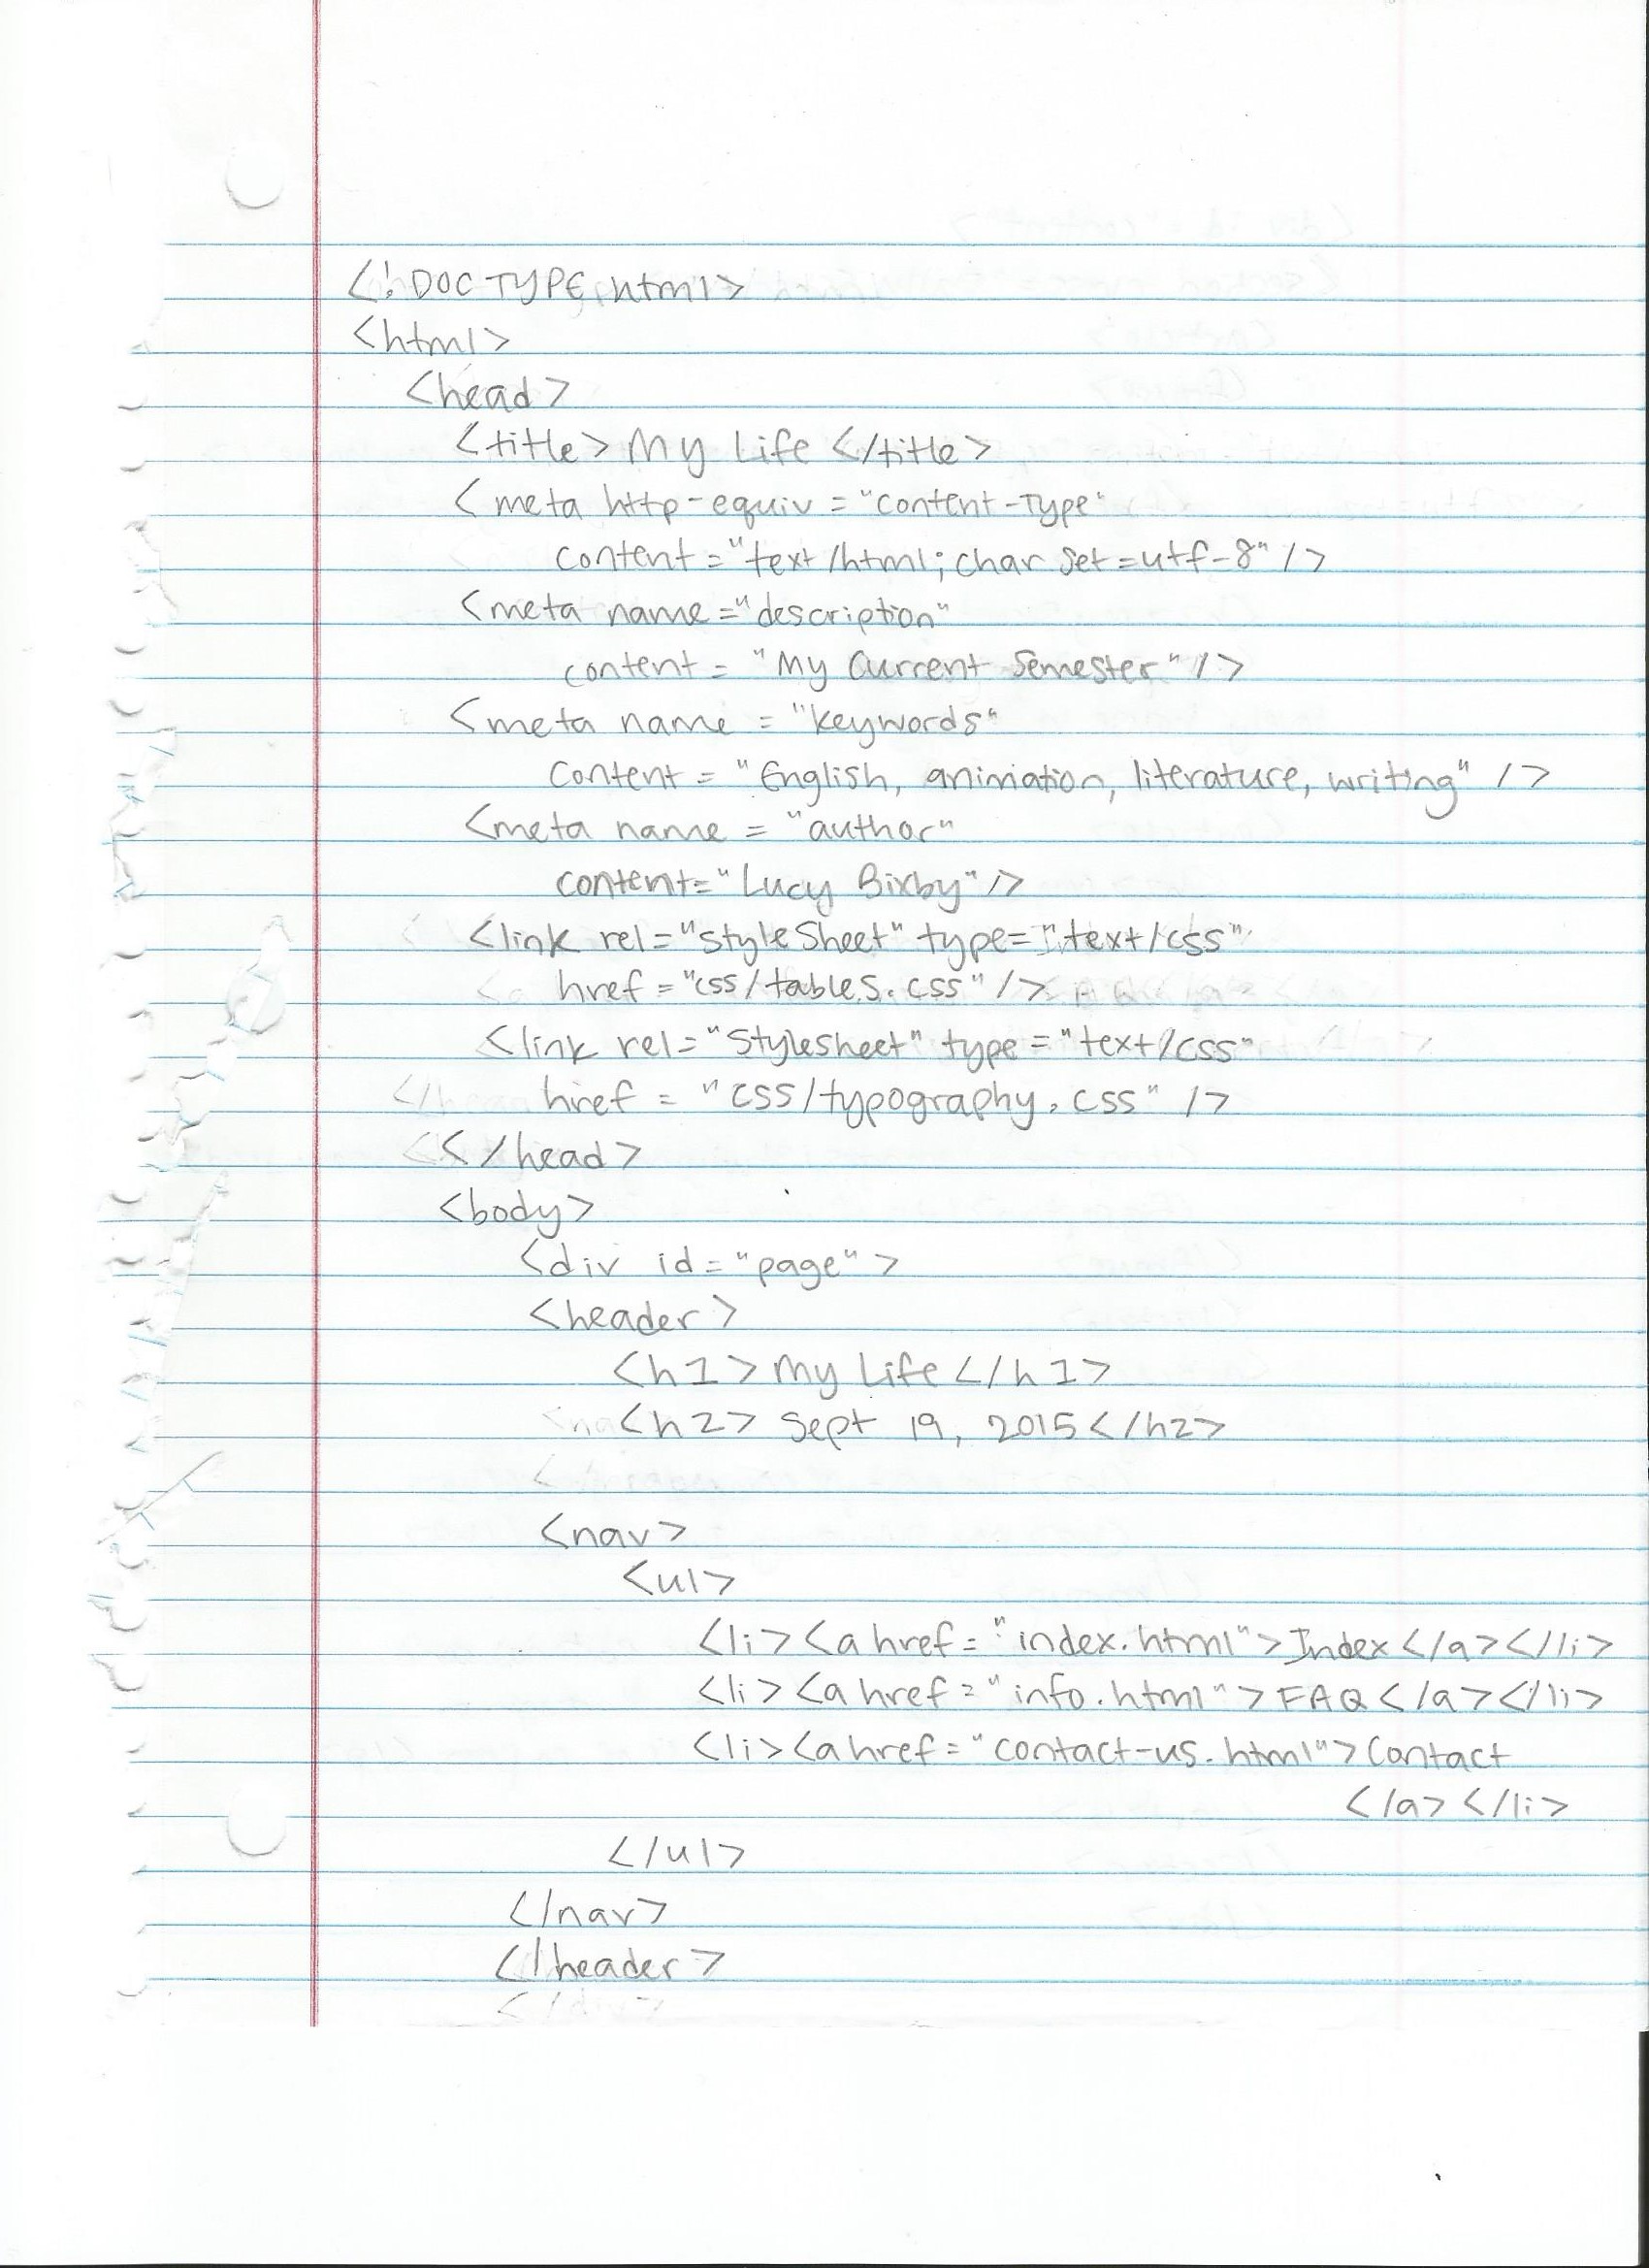 <!DOCTYPE html>
<html>
<head>
<title> My Life </title>
<meta http-equiv = "content-Type"
content = "text/html; char set = utf-8" />
<meta name = "description"
content = "My Current Semester" />
<meta name = "keywords"
content = "English, animation, literature, writing" />
<meta name = "author"
content = "Lucy Bixby" />
<link rel = "style Sheet" type = "text/css"
href = "css/tables.css" />
<link rel = "Stylesheet" type = "text/css"
href = "css/typography.css" />
</head>
<body>
<div id = "page" >
<header>
<h1> My Life </h1>
<h2> Sept 19, 2015 </h2>
<nav>
<ul>
<li><a href = "index.html"> Index </a></li>
<li><a href = "info.html" > FAQ </a></li>
<li><a href = "contact-us.html"> Contact
</a></li>
</ul>
</nav>
</header>